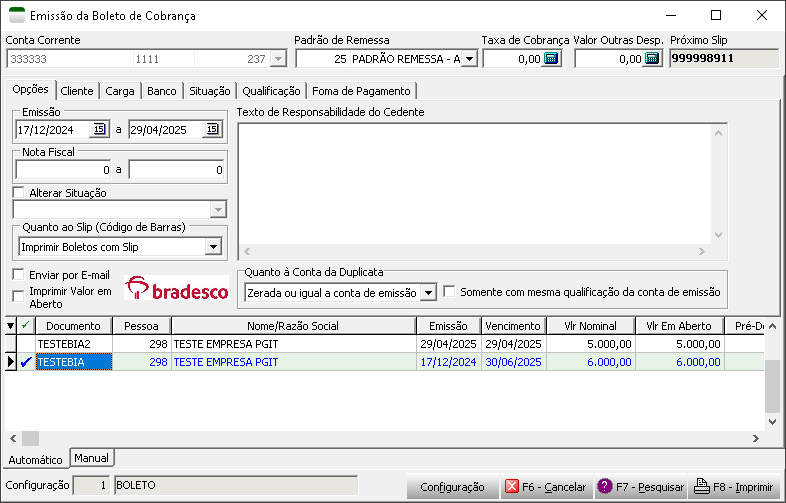 Emissão da Boleto de Cobrança
Conta Corrente
333333 1111 237
Padrão de Remessa
25 PADRÃO REMESSA - A
Taxa de Cobrança
0,00
Valor Outras Desp.
0,00
Próximo Slip
999998911
Opções Cliente Carga Banco Situação Qualificação Foma de Pagamento
Emissão
17/12/2024 15 a 29/04/2025 15
Nota Fiscal
0 a 0
Alterar Situação
Quanto ao Slip (Código de Barras)
Imprimir Boletos com Slip
Enviar por E-mail
Imprimir Valor em
Aberto
bradesco
Texto de Responsabilidade do Cedente
Quanto à Conta da Duplicata
Zerada ou igual a conta de emissão
Somente com mesma qualificação da conta de emissão
Documento Pessoa Nome/Razão Social Emissão Vencimento Vlr Nominal Vlr Em Aberto Pré-D
TESTEBIA2 298 TESTE EMPRESA PGIT 29/04/2025 29/04/2025 5.000,00 5.000,00
TESTEBIA 298 TESTE EMPRESA PGIT 17/12/2024 30/06/2025 6.000,00 6.000,00
Automático Manual
Configuração 1 BOLETO
Configuração F6 - Cancelar ? F7 - Pesquisar F8 - Imprimir